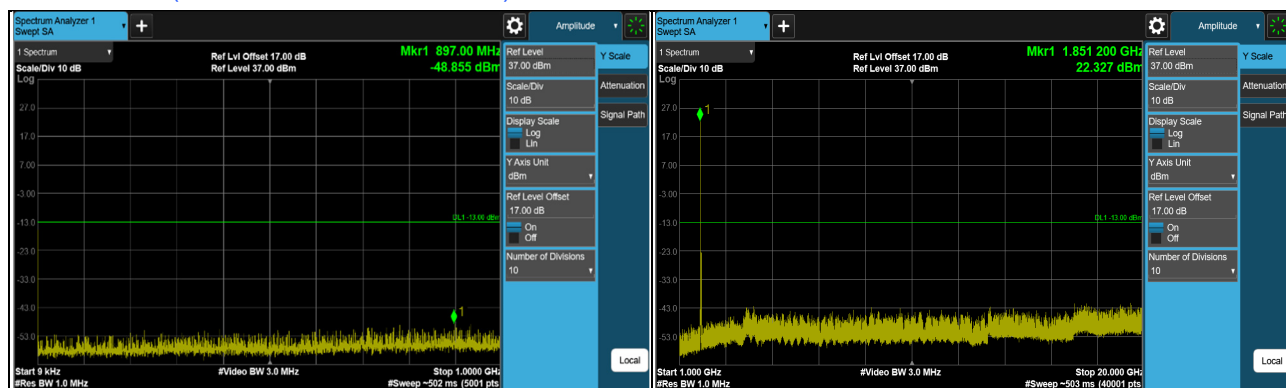 Spectrum Analyzer 1
Swept SA
+
Amplitude
1 Spectrum
Scale/Div 10 dB
Log
Ref Lvl Offset 17.00 dB
Ref Level 37.00 dBm
Mkr1 897.00 MHz
-48.855 dBm
27.0
17.0
7.00
-3.00
-13.0
-23.0
-33.0
-43.0
-53.0
DL1 -13.00 dBm
1
Start 9 kHz
#Res BW 1.0 MHz
#Video BW 3.0 MHz
Stop 1.0000 GHz
#Sweep ~502 ms (5001 pts
Ref Level
37.00 dBm
Scale/Div
10 dB
Display Scale
Log
Lin
Y Axis Unit
dBm
Ref Level Offset
17.00 dB
On
Off
Number of Divisions
10
Y Scale
Attenuation
Signal Path
Local
Spectrum Analyzer 1
Swept SA
+
Amplitude
1 Spectrum
Scale/Div 10 dB
Log
Ref Lvl Offset 17.00 dB
Ref Level 37.00 dBm
Mkr1 1.851 200 GHz
22.327 dBm
27.0
17.0
7.00
-3.00
-13.0
-23.0
-33.0
-43.0
-53.0
DL1 -13.00 dBm
1
Start 1.000 GHz
#Res BW 1.0 MHz
#Video BW 3.0 MHz
Stop 20.000 GHz
#Sweep ~503 ms (40001 pts
Ref Level
37.00 dBm
Scale/Div
10 dB
Display Scale
Log
Lin
Y Axis Unit
dBm
Ref Level Offset
17.00 dB
On
Off
Number of Divisions
10
Y Scale
Attenuation
Signal Path
Local